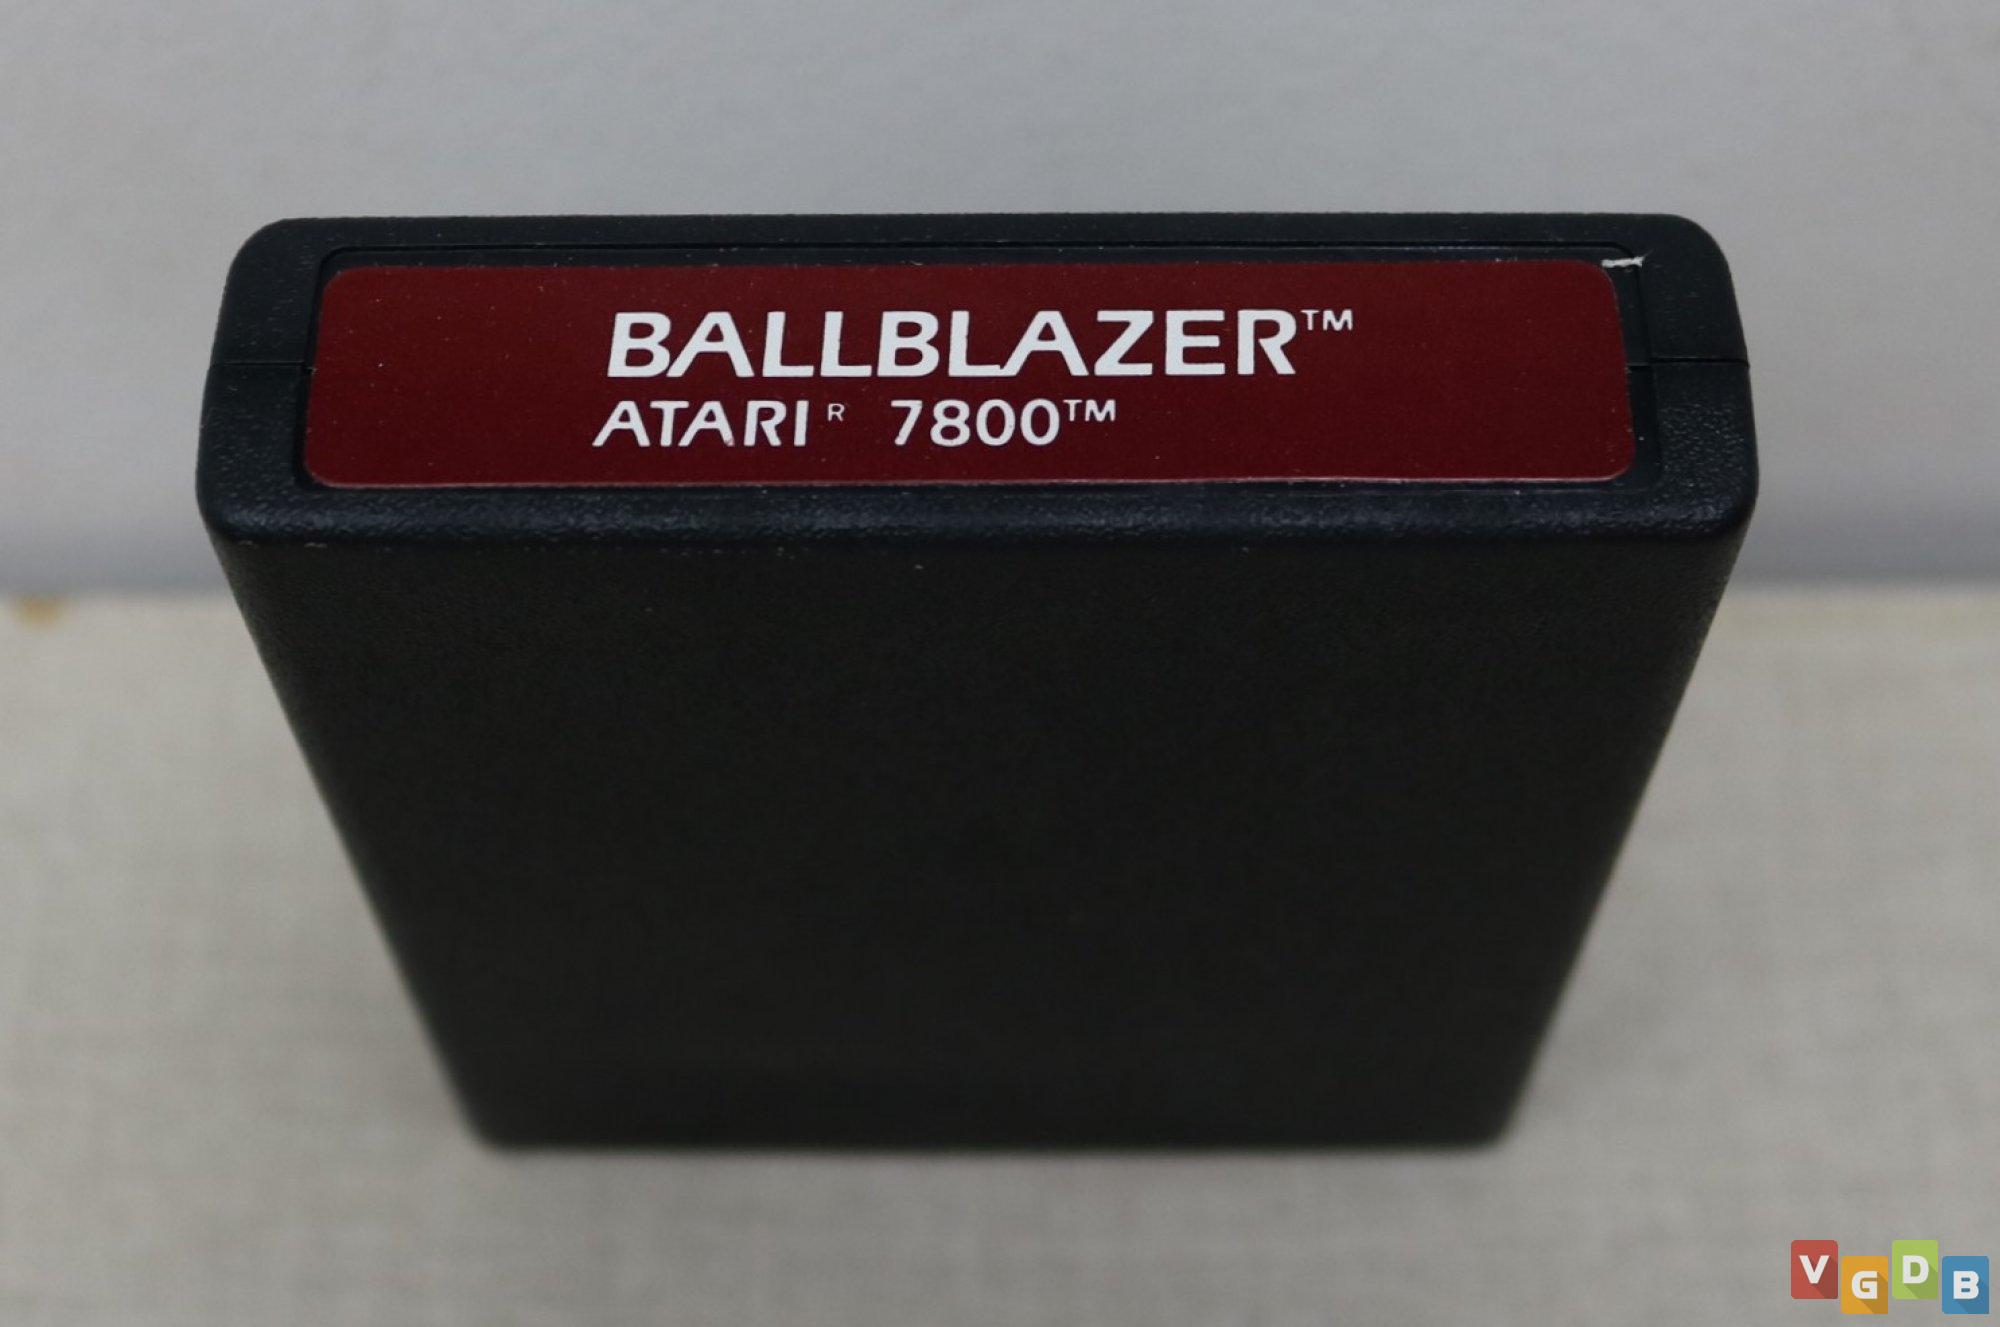 BALLBLAZER™
ATARI R 7800™
VGDB